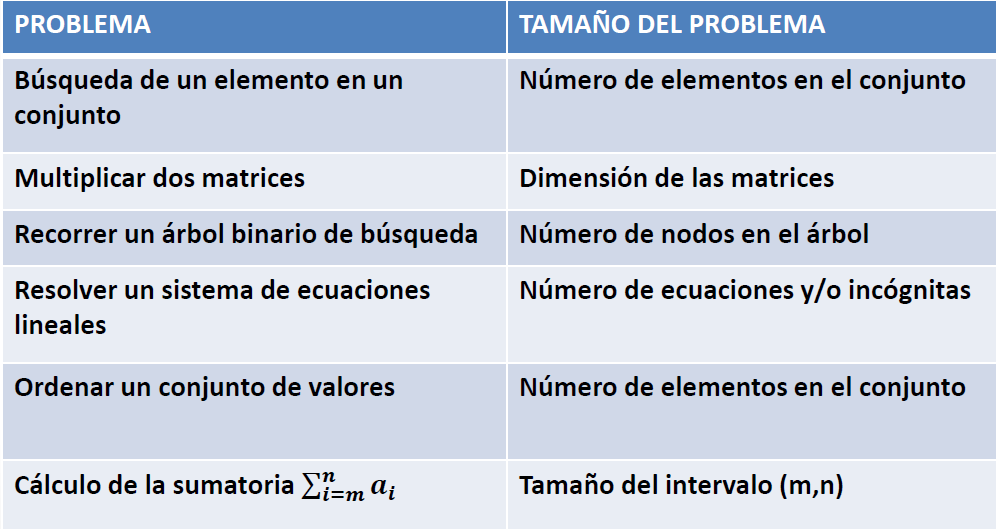 PROBLEMA
TAMAÑO DEL PROBLEMA
Búsqueda de un elemento en un
conjunto
Número de elementos en el conjunto
Multiplicar dos matrices
Dimensión de las matrices
Recorrer un árbol binario de búsqueda
Número de nodos en el árbol
Resolver un sistema de ecuaciones
lineales
Número de ecuaciones y/o incógnitas
Ordenar un conjunto de valores
Número de elementos en el conjunto
Cálculo de la sumatoria $\sum_{i=m}^{n} a_i$
Tamaño del intervalo (m,n)